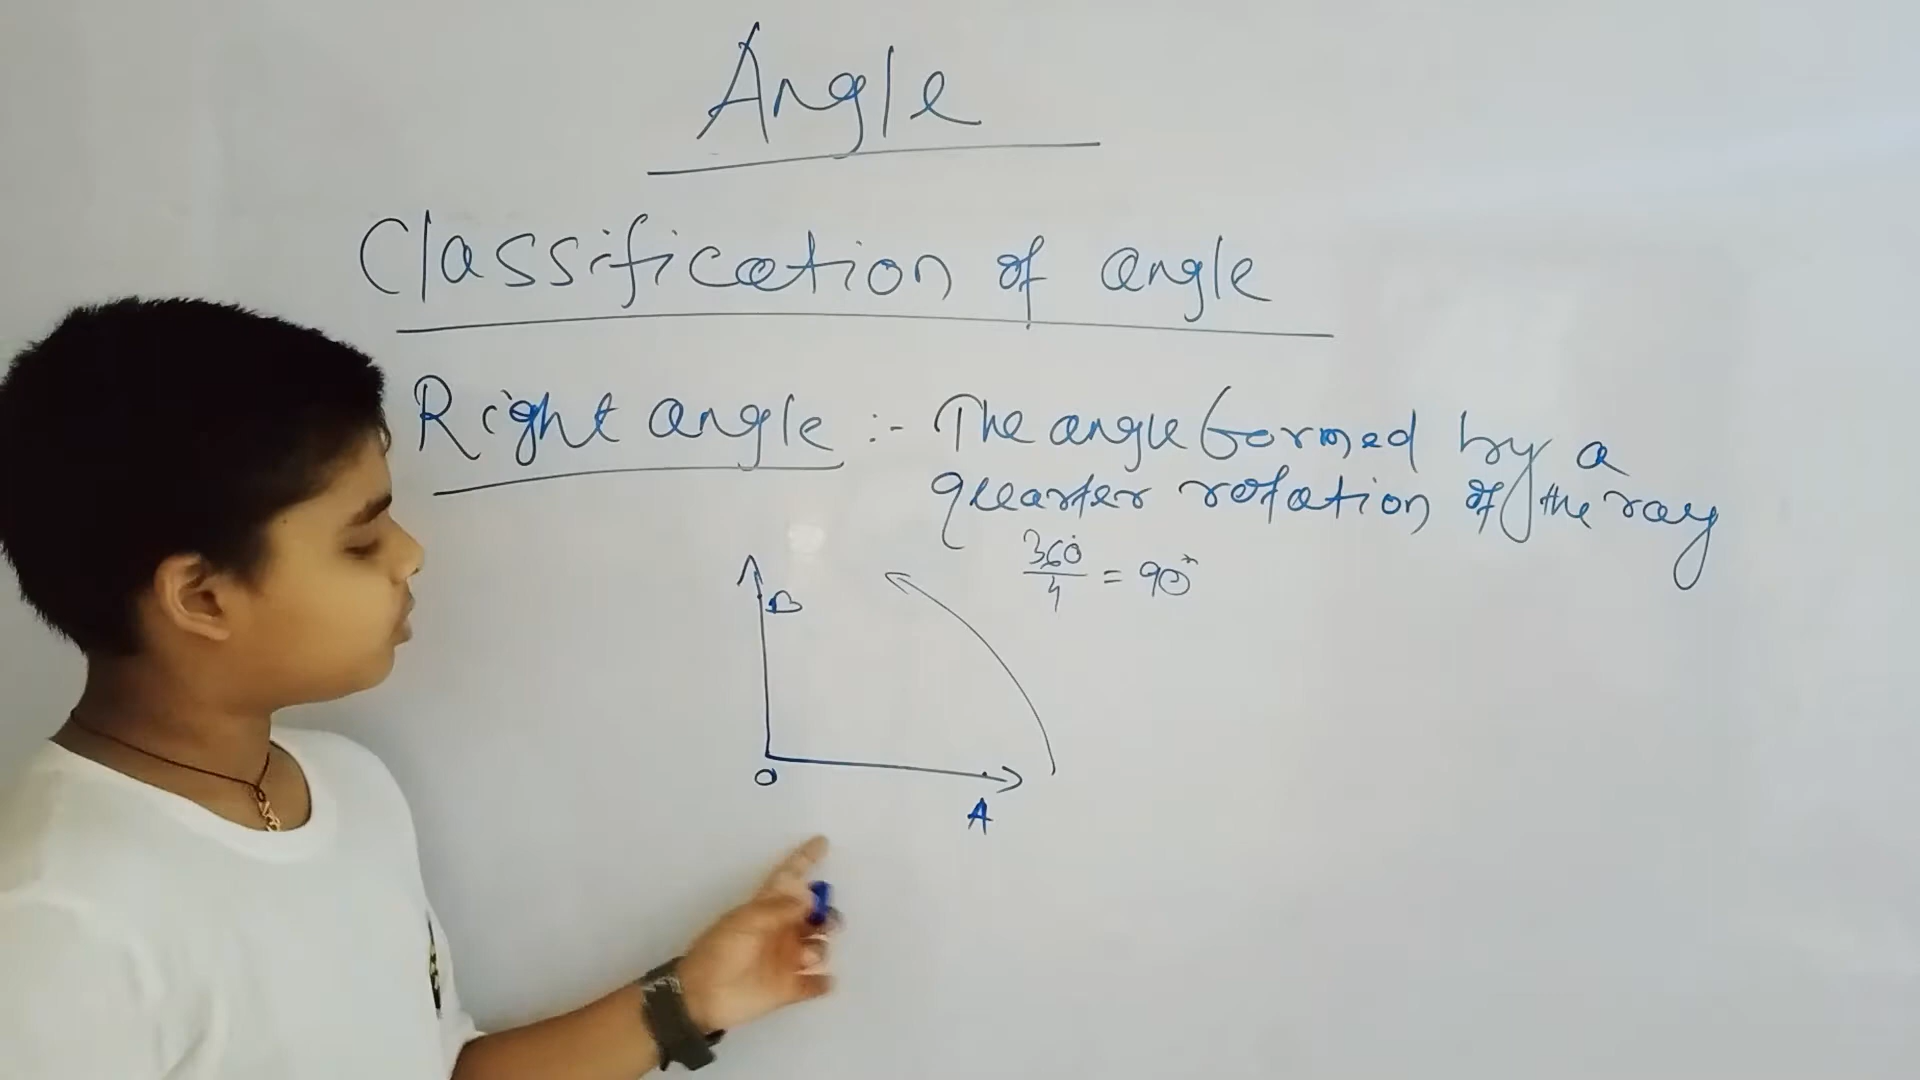 Angle
Classification of angle
Right angle :- The angle formed by a
quarter rotation of the ray
360°/4 = 90°
B
O
A